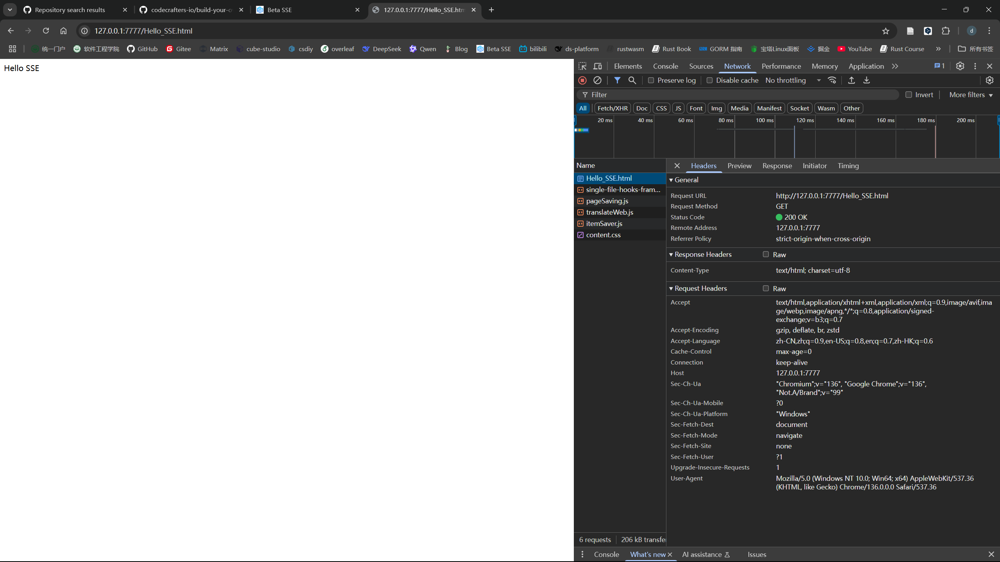 Repository search results
codecrafters-io/build-your-o
Beta SSE
127.0.0.1:7777/Hello_SSE.htm
127.0.0.1:7777/Hello_SSE.html
d
统一门户
软件工程学院
GitHub
Gitee
Matrix
cube-studio
csdiy
overleaf
DeepSeek
Qwen
Blog
Beta SSE
bilibili
ds-platform
rustwasm
Rust Book
GORM 指南
宝塔Linux面板
掘金
YouTube
Rust Course
所有书签
Hello SSE
Elements
Console
Sources
Network
Performance
Memory
Application
1
Preserve log
Disable cache
No throttling
Filter
Invert
More filters
All
Fetch/XHR
Doc
CSS
JS
Font
Img
Media
Manifest
Socket
Wasm
Other
20 ms
40 ms
60 ms
80 ms
100 ms
120 ms
140 ms
160 ms
180 ms
200 ms
Name
Hello_SSE.html
single-file-hooks-fram...
pageSaving.js
translateWeb.js
itemSaver.js
content.css
Headers
Preview
Response
Initiator
Timing
General
Request URL
http://127.0.0.1:7777/Hello_SSE.html
Request Method
GET
Status Code
200 OK
Remote Address
127.0.0.1:7777
Referrer Policy
strict-origin-when-cross-origin
Response Headers
Raw
Content-Type
text/html; charset=utf-8
Request Headers
Raw
Accept
text/html,application/xhtml+xml,application/xml;q=0.9,image/avif,ima
ge/webp,image/apng,*/*;q=0.8,application/signed-
exchange;v=b3;q=0.7
Accept-Encoding
gzip, deflate, br, zstd
Accept-Language
zh-CN,zh;q=0.9,en-US;q=0.8,en;q=0.7,zh-HK;q=0.6
Cache-Control
max-age=0
Connection
keep-alive
Host
127.0.0.1:7777
Sec-Ch-Ua
"Chromium";v="136", "Google Chrome";v="136",
"Not.A/Brand";v="99"
Sec-Ch-Ua-Mobile
?0
Sec-Ch-Ua-Platform
"Windows"
Sec-Fetch-Dest
document
Sec-Fetch-Mode
navigate
Sec-Fetch-Site
none
Sec-Fetch-User
?1
Upgrade-Insecure-Requests
1
User-Agent
Mozilla/5.0 (Windows NT 10.0; Win64; x64) AppleWebKit/537.36
(KHTML, like Gecko) Chrome/136.0.0.0 Safari/537.36
6 requests
206 kB transfe
Console
What's new
AI assistance
Issues